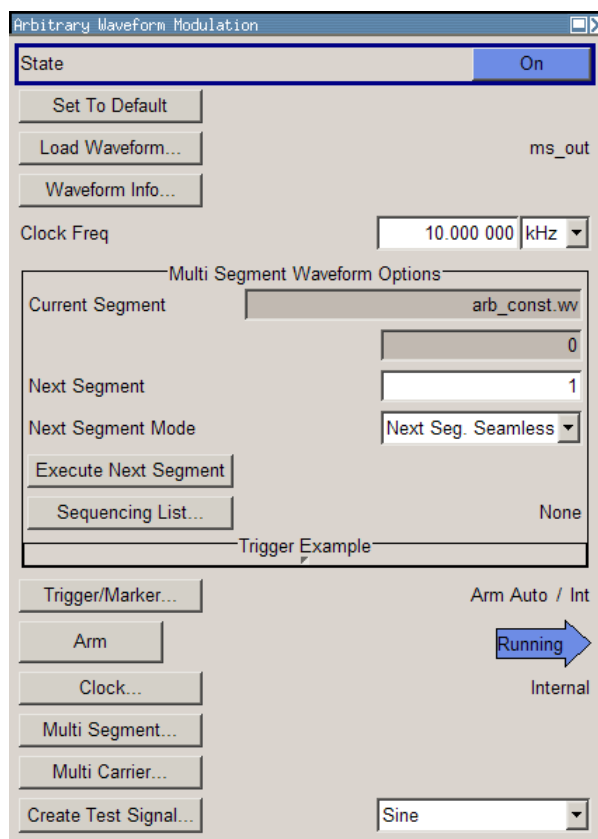 Arbitrary Waveform Modulation
State On
Set To Default
Load Waveform... ms_out
Waveform Info...
Clock Freq 10.000 000 kHz
Multi Segment Waveform Options
Current Segment arb_const.wv
0
Next Segment 1
Next Segment Mode Next Seg. Seamless
Execute Next Segment
Sequencing List... None
Trigger Example
Trigger/Marker... Arm Auto / Int
Arm Running
Clock... Internal
Multi Segment...
Multi Carrier...
Create Test Signal... Sine